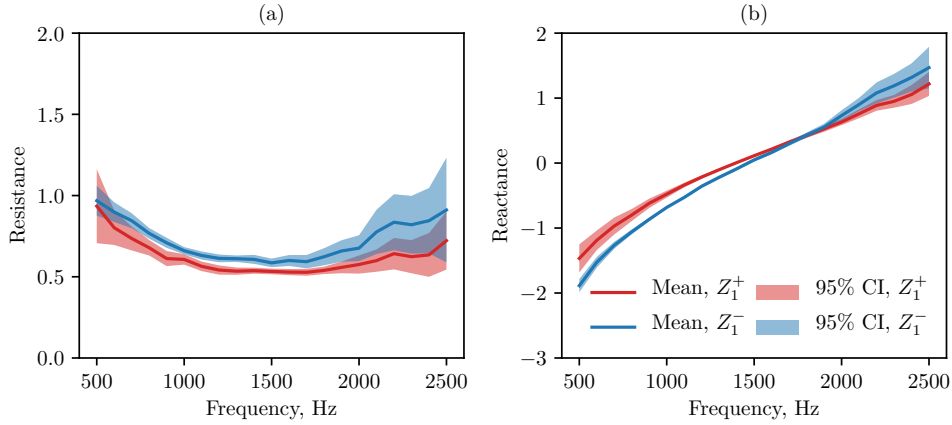 (a)
2.0
1.5
1.0
0.5
0.0
Resistance
500 1000 1500 2000 2500
Frequency, Hz
(b)
2
1
0
−1
−2
−3
Reactance
Mean, Z₁⁺ 95% CI, Z₁⁺
Mean, Z₁⁻ 95% CI, Z₁⁻
500 1000 1500 2000 2500
Frequency, Hz